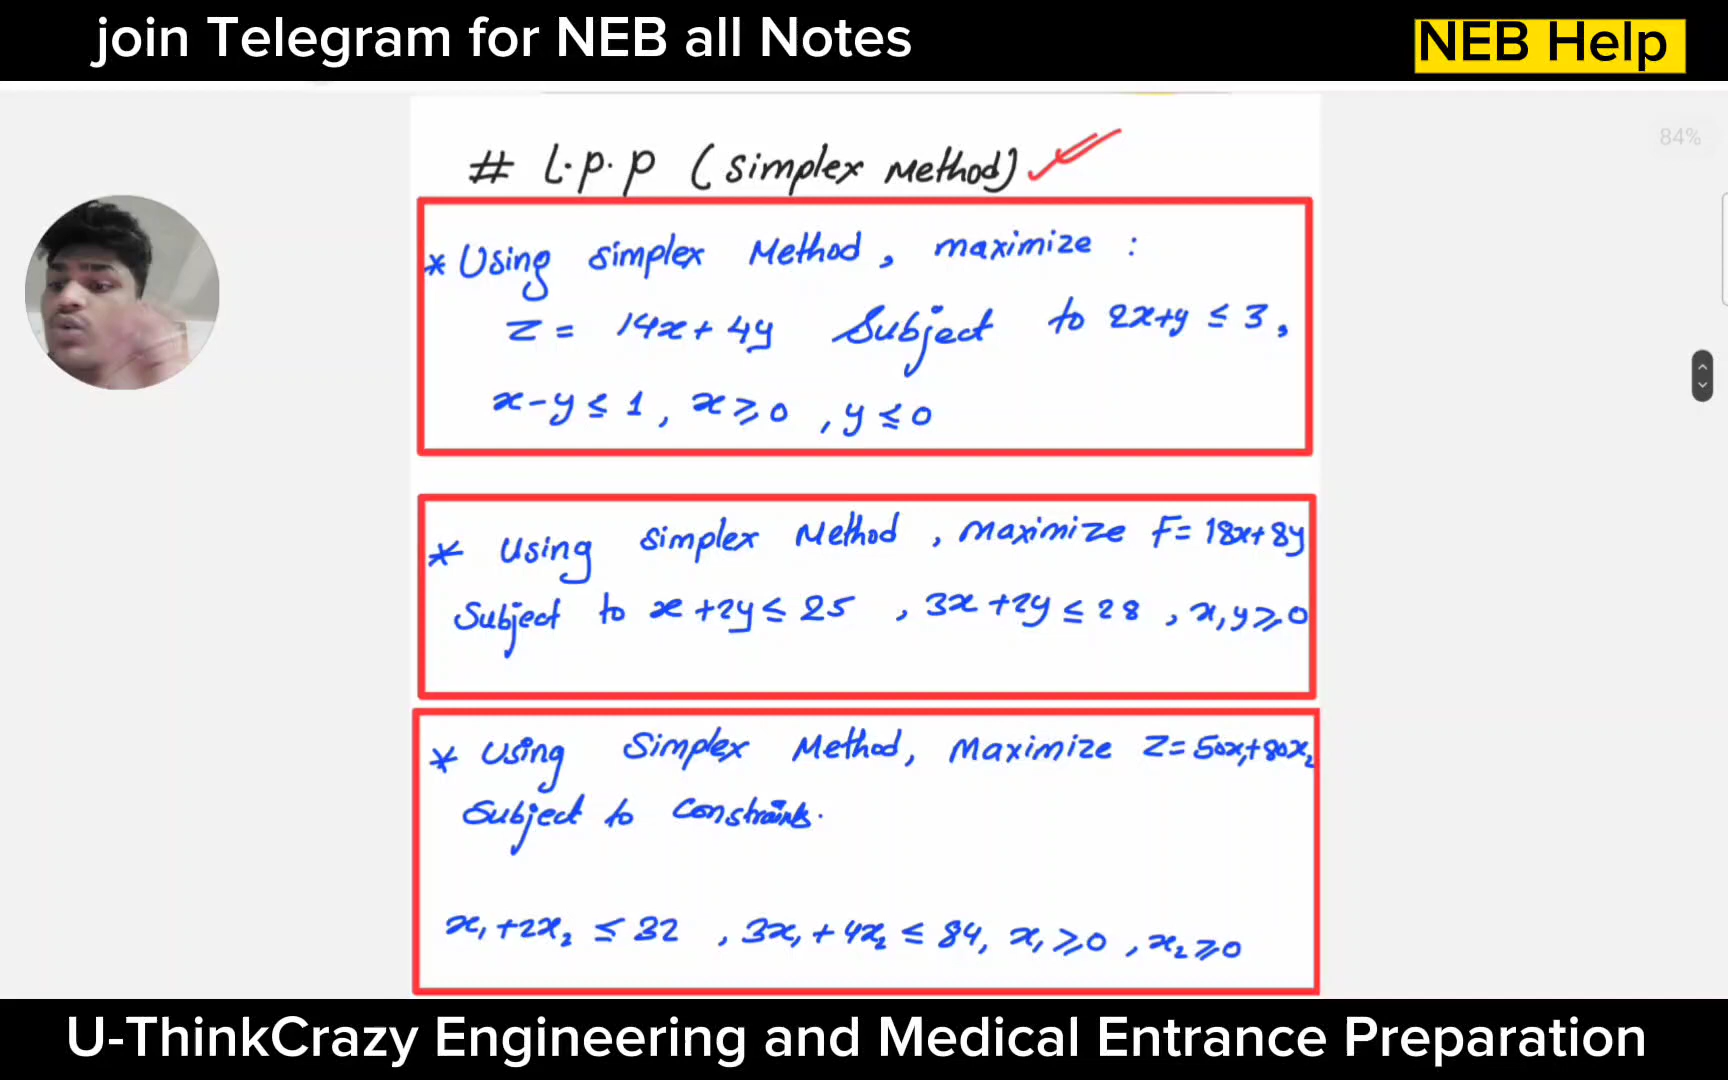 join Telegram for NEB all Notes
NEB Help
84%
# L.P.P (simplex Method)
* Using simplex Method, maximize :
Z = 14x + 4y Subject to 2x+y ≤ 3,
x-y ≤ 1, x ≥ 0, y ≤ 0
* Using simplex Method, Maximize F = 18x+8y
Subject to x+2y ≤ 25, 3x+2y ≤ 28, x,y ≥ 0
* Using Simplex Method, Maximize Z = 50x₁+80x₂
Subject to Constraints.
x₁+2x₂ ≤ 32, 3x₁+4x₂ ≤ 84, x₁ ≥ 0, x₂ ≥ 0
U-ThinkCrazy Engineering and Medical Entrance Preparation